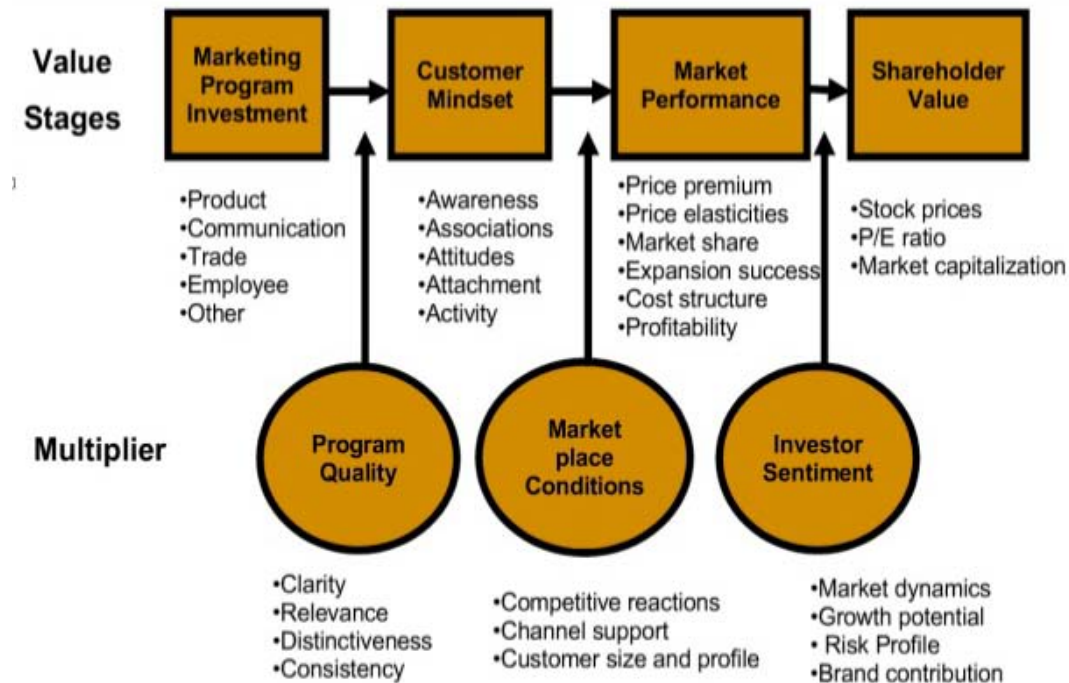 Value
Stages
Marketing
Program
Investment
Customer
Mindset
Market
Performance
Shareholder
Value
•Product
•Communication
•Trade
•Employee
•Other
•Awareness
•Associations
•Attitudes
•Attachment
•Activity
•Price premium
•Price elasticities
•Market share
•Expansion success
•Cost structure
•Profitability
•Stock prices
•P/E ratio
•Market capitalization
Multiplier
Program
Quality
Market
place
Conditions
Investor
Sentiment
•Clarity
•Relevance
•Distinctiveness
•Consistency
•Competitive reactions
•Channel support
•Customer size and profile
•Market dynamics
•Growth potential
• Risk Profile
•Brand contribution